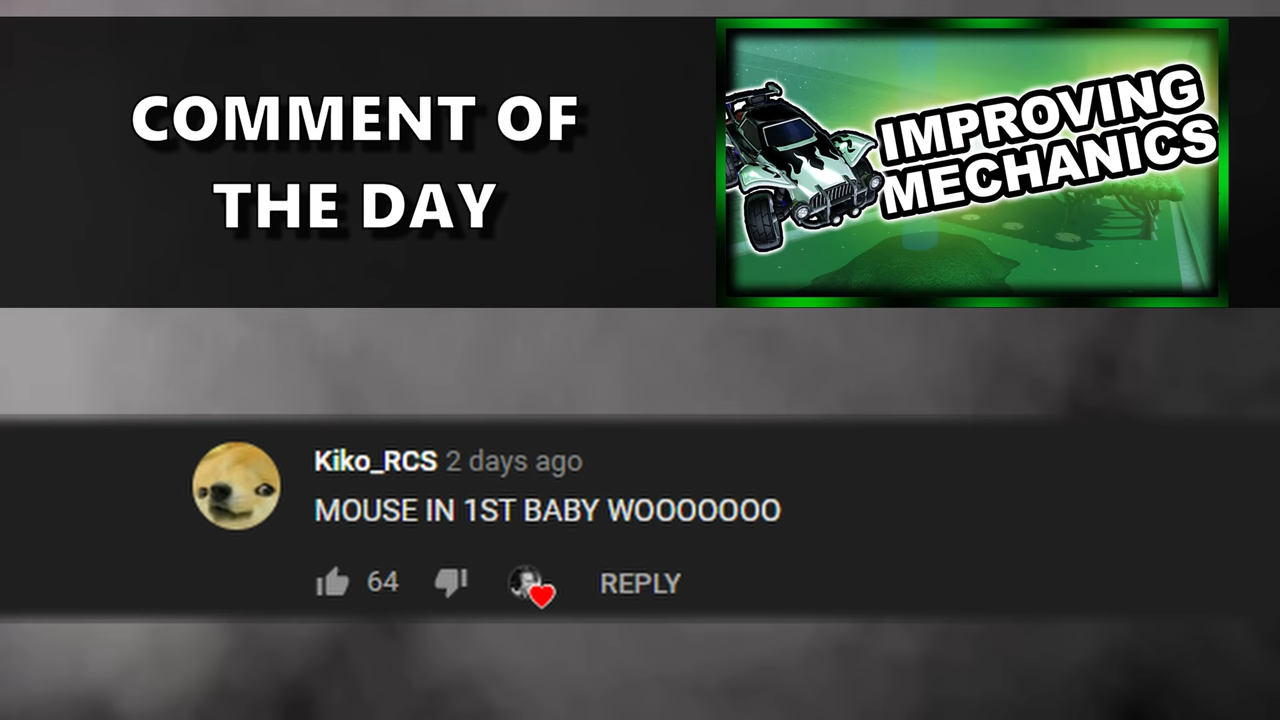 COMMENT OF
THE DAY
IMPROVING
MECHANICS
Kiko_RCS 2 days ago
MOUSE IN 1ST BABY WOOOOOOO
64 REPLY